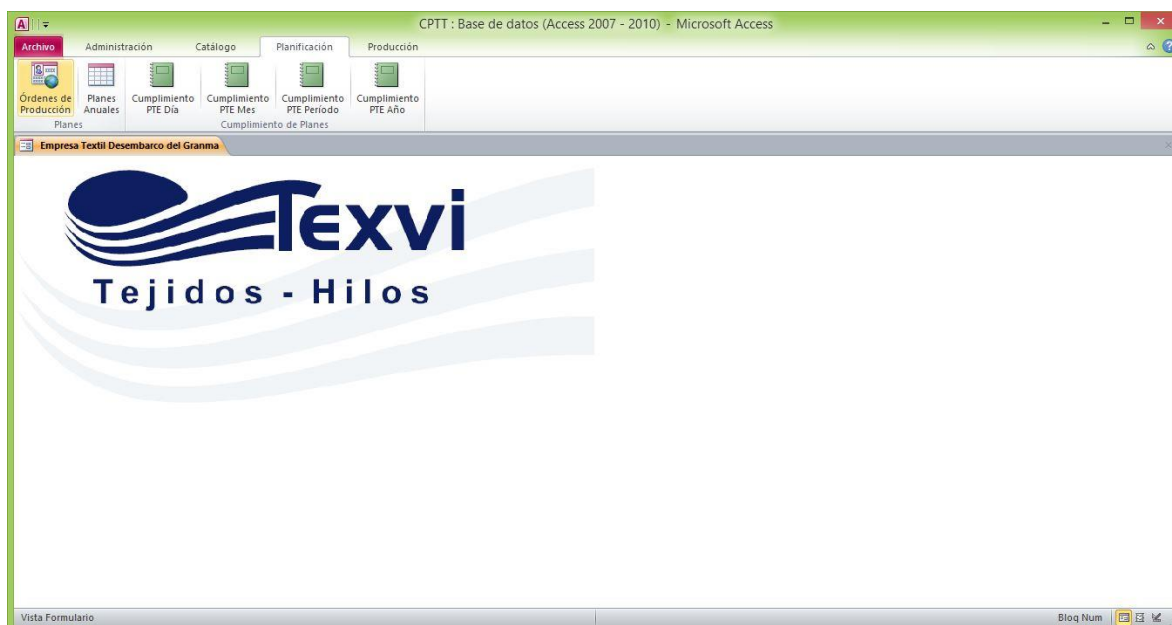 CPTT : Base de datos (Access 2007 - 2010) - Microsoft Access
Archivo Administración Catálogo Planificación Producción
Órdenes de Producción
Planes Anuales
Cumplimiento PTE Día
Cumplimiento PTE Mes
Cumplimiento PTE Período
Cumplimiento PTE Año
Planes Cumplimiento de Planes
Empresa Textil Desembarco del Granma
Texvi
Tejidos - Hilos
Vista Formulario Bloq Num